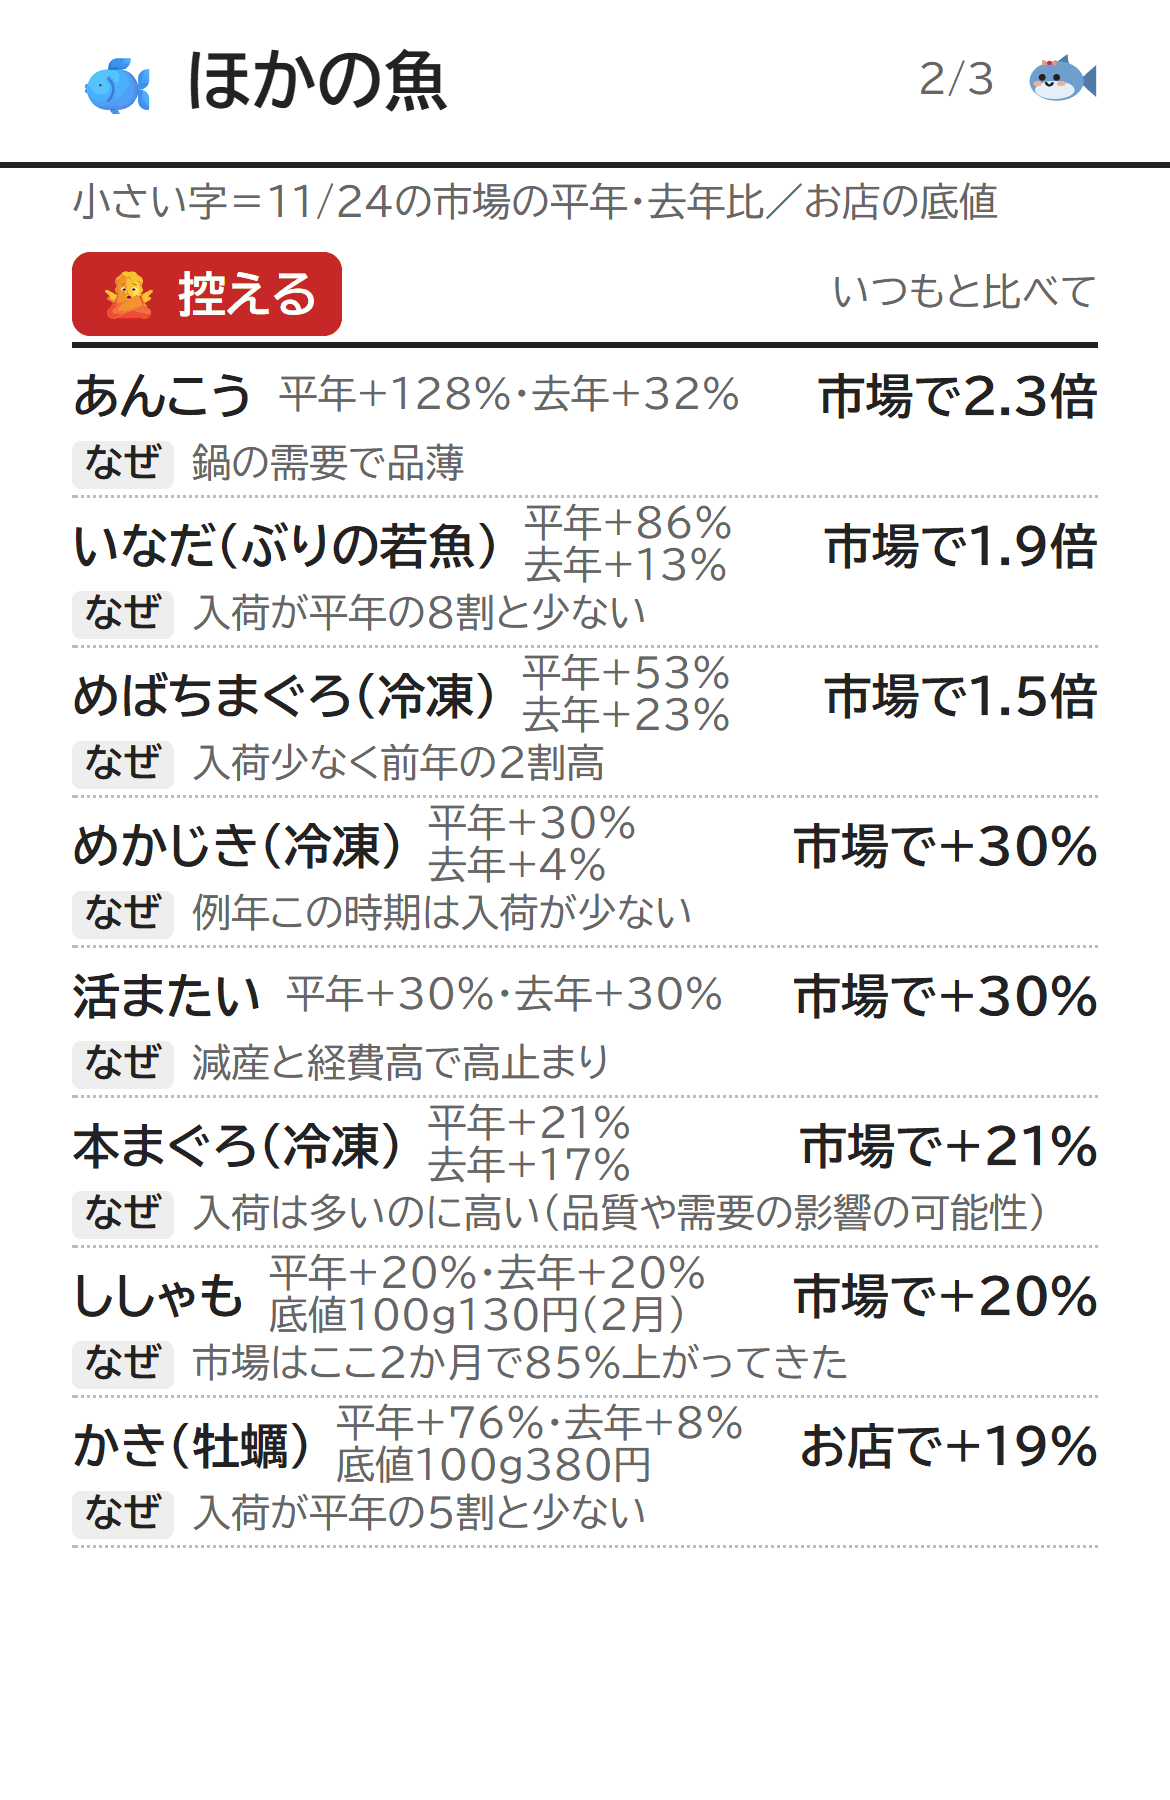 ほかの魚
2/3
小さい字＝11/24の市場の平年・去年比／お店の底値
控える
いつもと比べて
あんこう 平年+128%・去年+32% 市場で2.3倍
なぜ 鍋の需要で品薄
いなだ（ぶりの若魚） 平年+86% 去年+13% 市場で1.9倍
なぜ 入荷が平年の8割と少ない
めばちまぐろ（冷凍） 平年+53% 去年+23% 市場で1.5倍
なぜ 入荷少なく前年の2割高
めかじき（冷凍） 平年+30% 去年+4% 市場で+30%
なぜ 例年この時期は入荷が少ない
活またい 平年+30%・去年+30% 市場で+30%
なぜ 減産と経費高で高止まり
本まぐろ（冷凍） 平年+21% 去年+17% 市場で+21%
なぜ 入荷は多いのに高い（品質や需要の影響の可能性）
ししゃも 平年+20%・去年+20% 底値100g130円（2月） 市場で+20%
なぜ 市場はここ2か月で85%上がってきた
かき（牡蠣） 平年+76%・去年+8% 底値100g380円 お店で+19%
なぜ 入荷が平年の5割と少ない